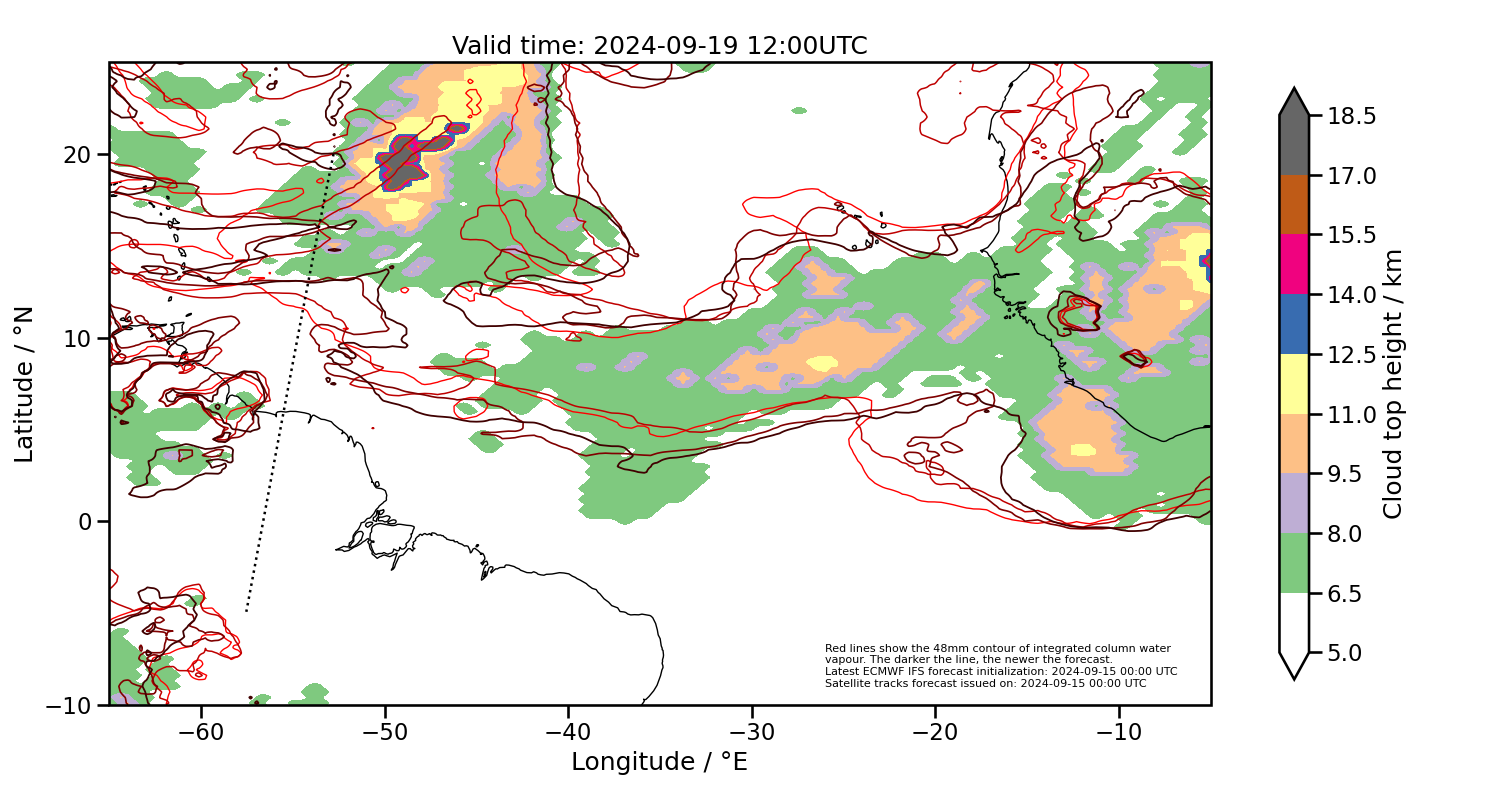 Valid time: 2024-09-19 12:00UTC
20
10
0
−10
Latitude / °N
−60
−50
−40
−30
−20
−10
Longitude / °E
Red lines show the 48mm contour of integrated column water
vapour. The darker the line, the newer the forecast.
Latest ECMWF IFS forecast initialization: 2024-09-15 00:00 UTC
Satellite tracks forecast issued on: 2024-09-15 00:00 UTC
18.5
17.0
15.5
14.0
12.5
11.0
9.5
8.0
6.5
5.0
Cloud top height / km